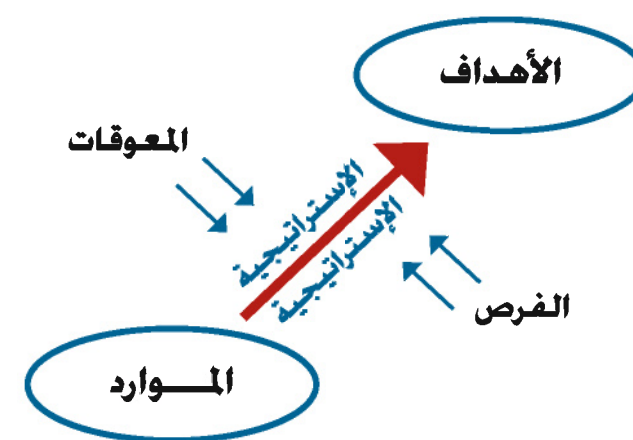 الأهداف
المعوقات
الإستراتيجية
الإستراتيجية
الفرص
المـــوارد